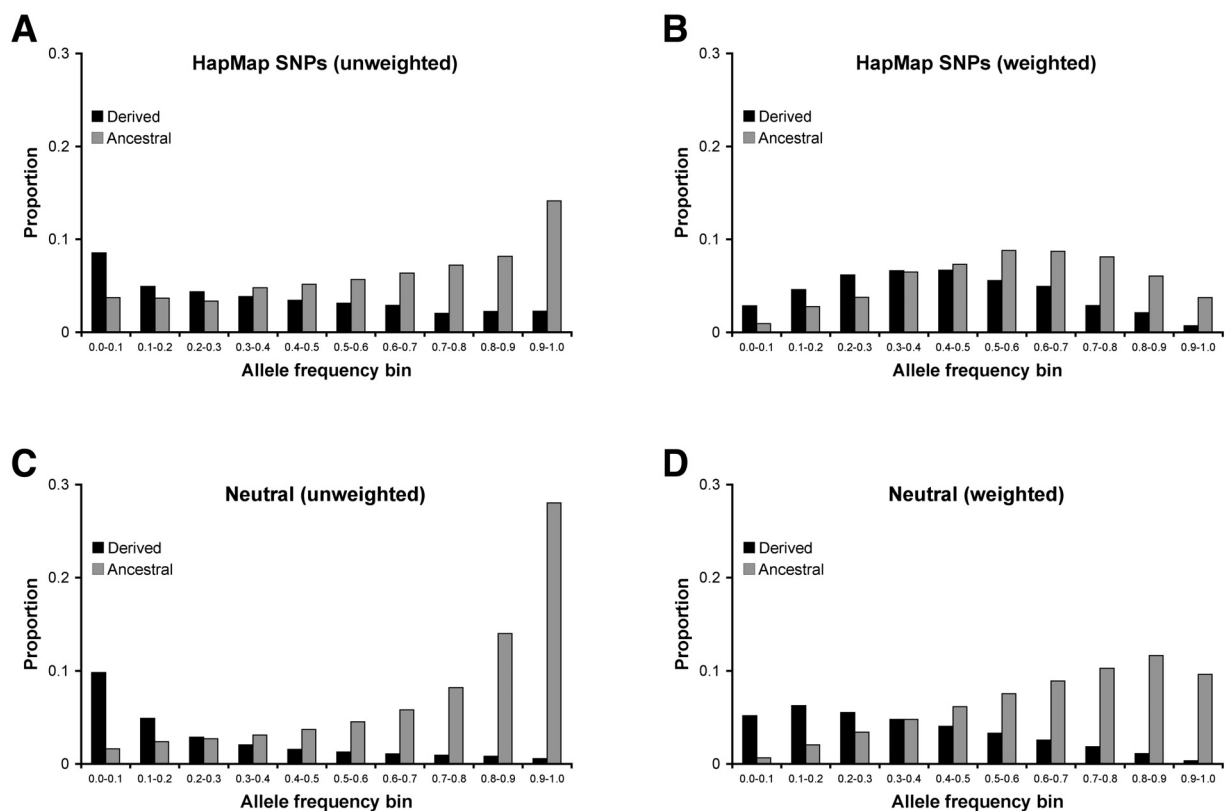 A
HapMap SNPs (unweighted)
Derived
Ancestral
Proportion
0.3
0.2
0.1
0
0.0-0.1 0.1-0.2 0.2-0.3 0.3-0.4 0.4-0.5 0.5-0.6 0.6-0.7 0.7-0.8 0.8-0.9 0.9-1.0
Allele frequency bin
B
HapMap SNPs (weighted)
Derived
Ancestral
Proportion
0.3
0.2
0.1
0
0.0-0.1 0.1-0.2 0.2-0.3 0.3-0.4 0.4-0.5 0.5-0.6 0.6-0.7 0.7-0.8 0.8-0.9 0.9-1.0
Allele frequency bin
C
Neutral (unweighted)
Derived
Ancestral
Proportion
0.3
0.2
0.1
0
0.0-0.1 0.1-0.2 0.2-0.3 0.3-0.4 0.4-0.5 0.5-0.6 0.6-0.7 0.7-0.8 0.8-0.9 0.9-1.0
Allele frequency bin
D
Neutral (weighted)
Derived
Ancestral
Proportion
0.3
0.2
0.1
0
0.0-0.1 0.1-0.2 0.2-0.3 0.3-0.4 0.4-0.5 0.5-0.6 0.6-0.7 0.7-0.8 0.8-0.9 0.9-1.0
Allele frequency bin